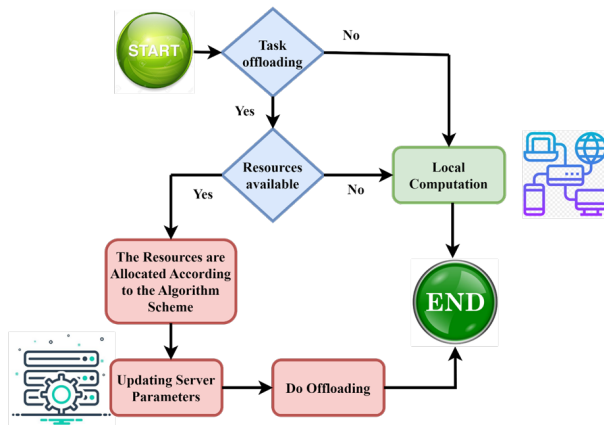 START
Task
offloading
No
Yes
Resources
available
Yes
No
Local
Computation
The Resources are
Allocated According
to the Algorithm
Scheme
END
Updating Server
Parameters
Do Offloading